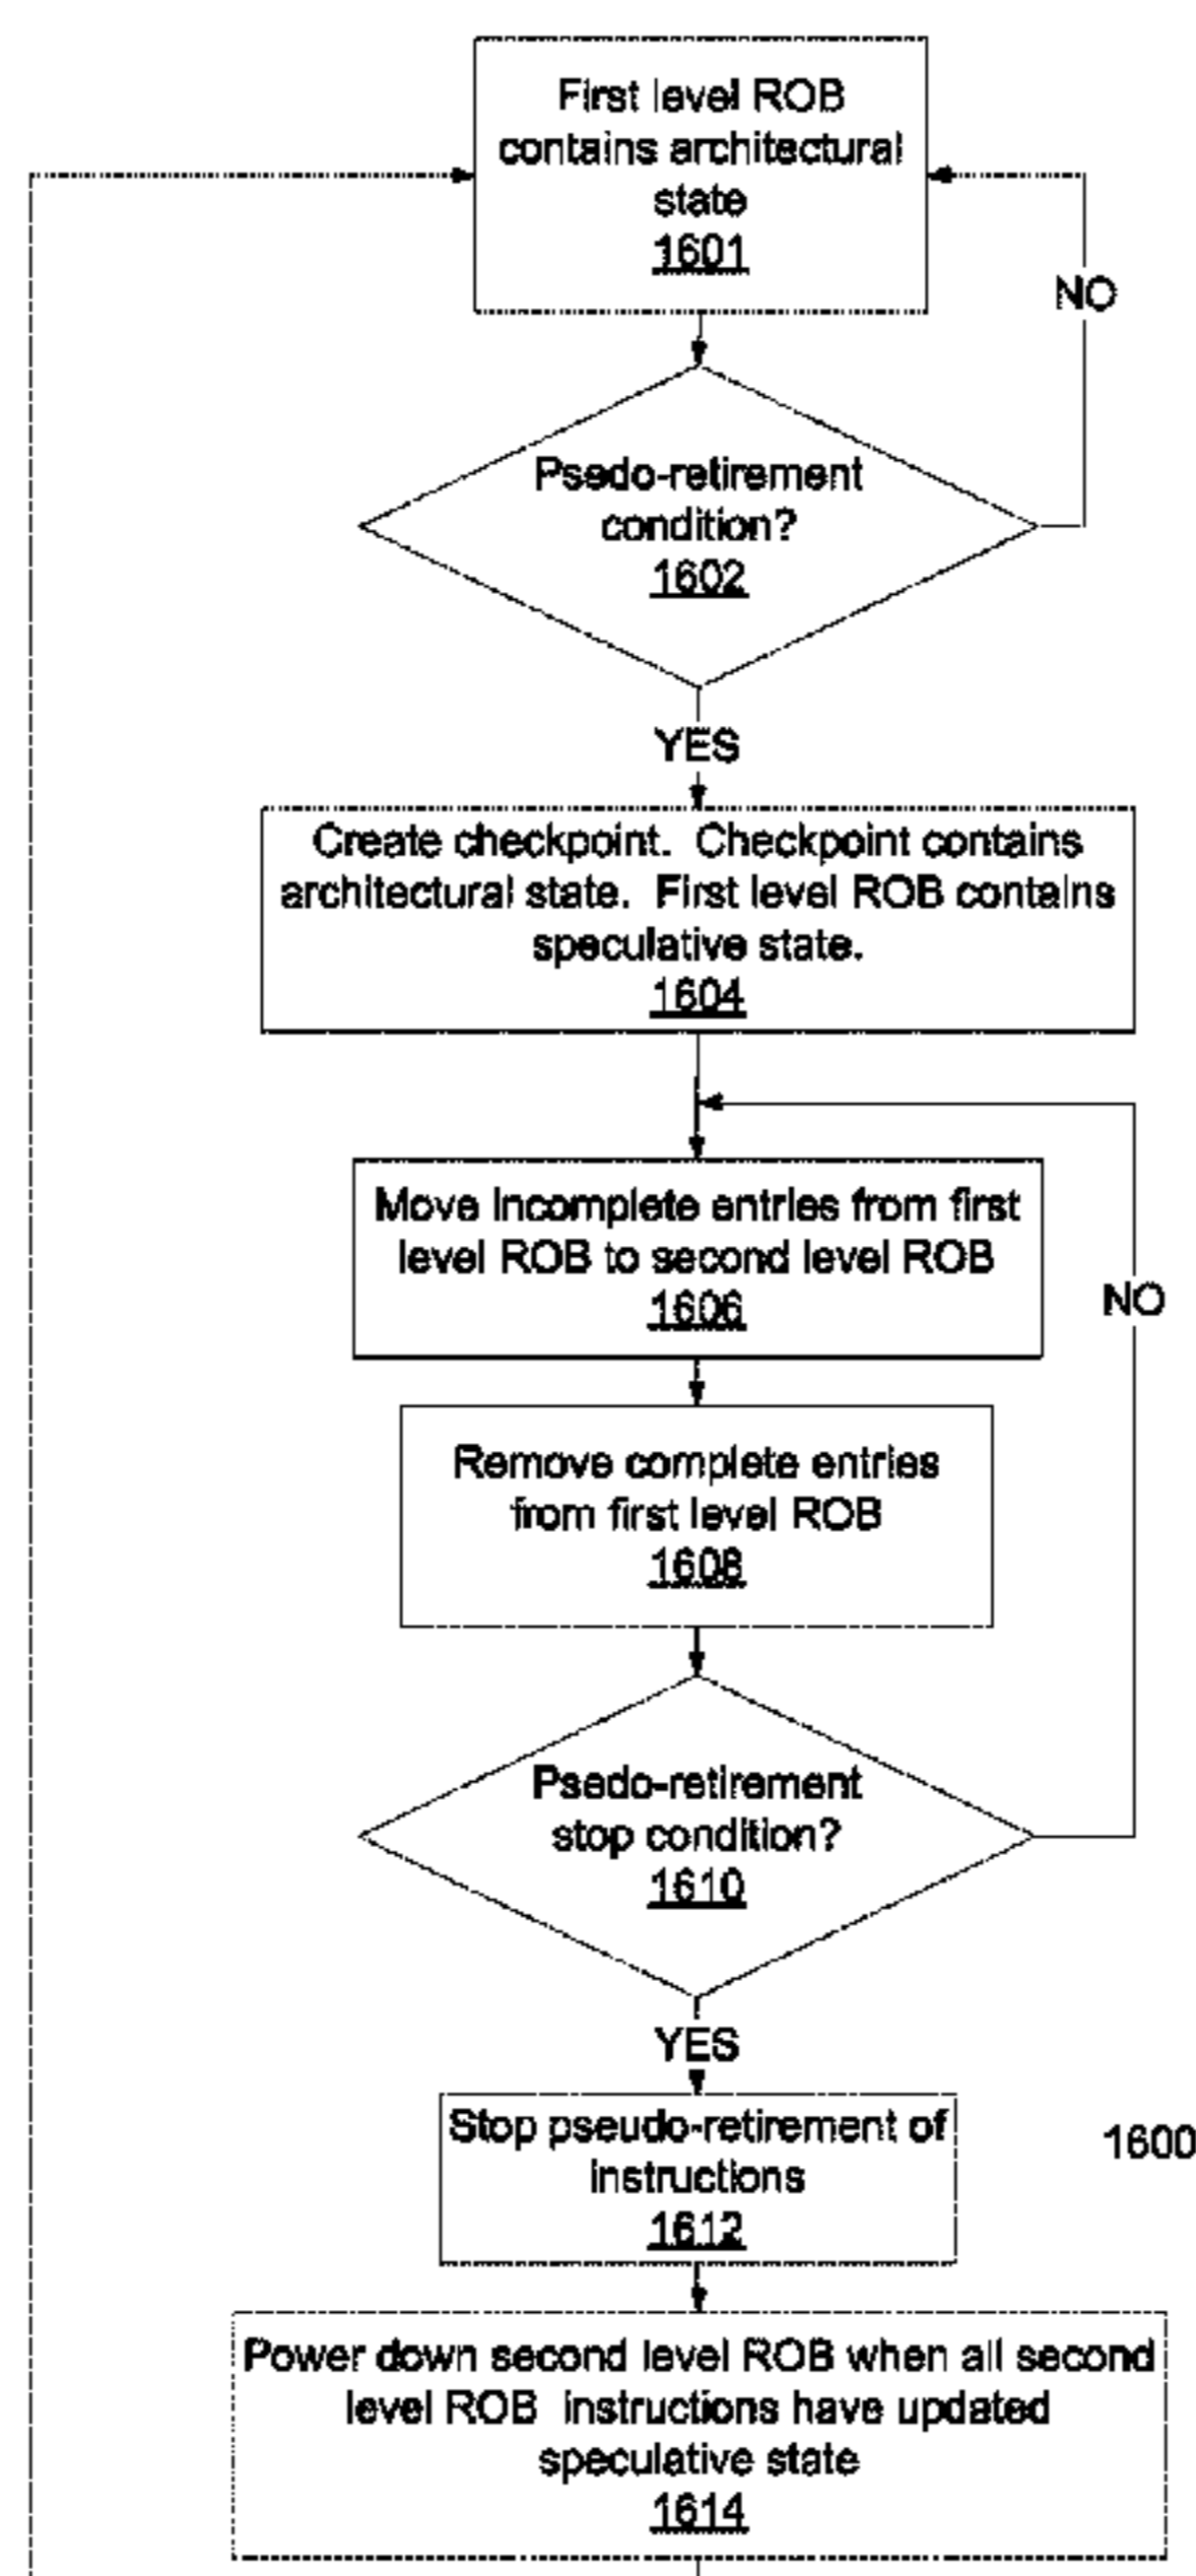 First level ROB
contains architectural
state
1601
NO
Psedo-retirement
condition?
1602
YES
Create checkpoint. Checkpoint contains
architectural state. First level ROB contains
speculative state.
1604
Move incomplete entries from first
level ROB to second level ROB
1606
NO
Remove complete entries
from first level ROB
1608
Psedo-retirement
stop condition?
1610
YES
Stop pseudo-retirement of
instructions
1612
1600
Power down second level ROB when all second
level ROB instructions have updated
speculative state
1614